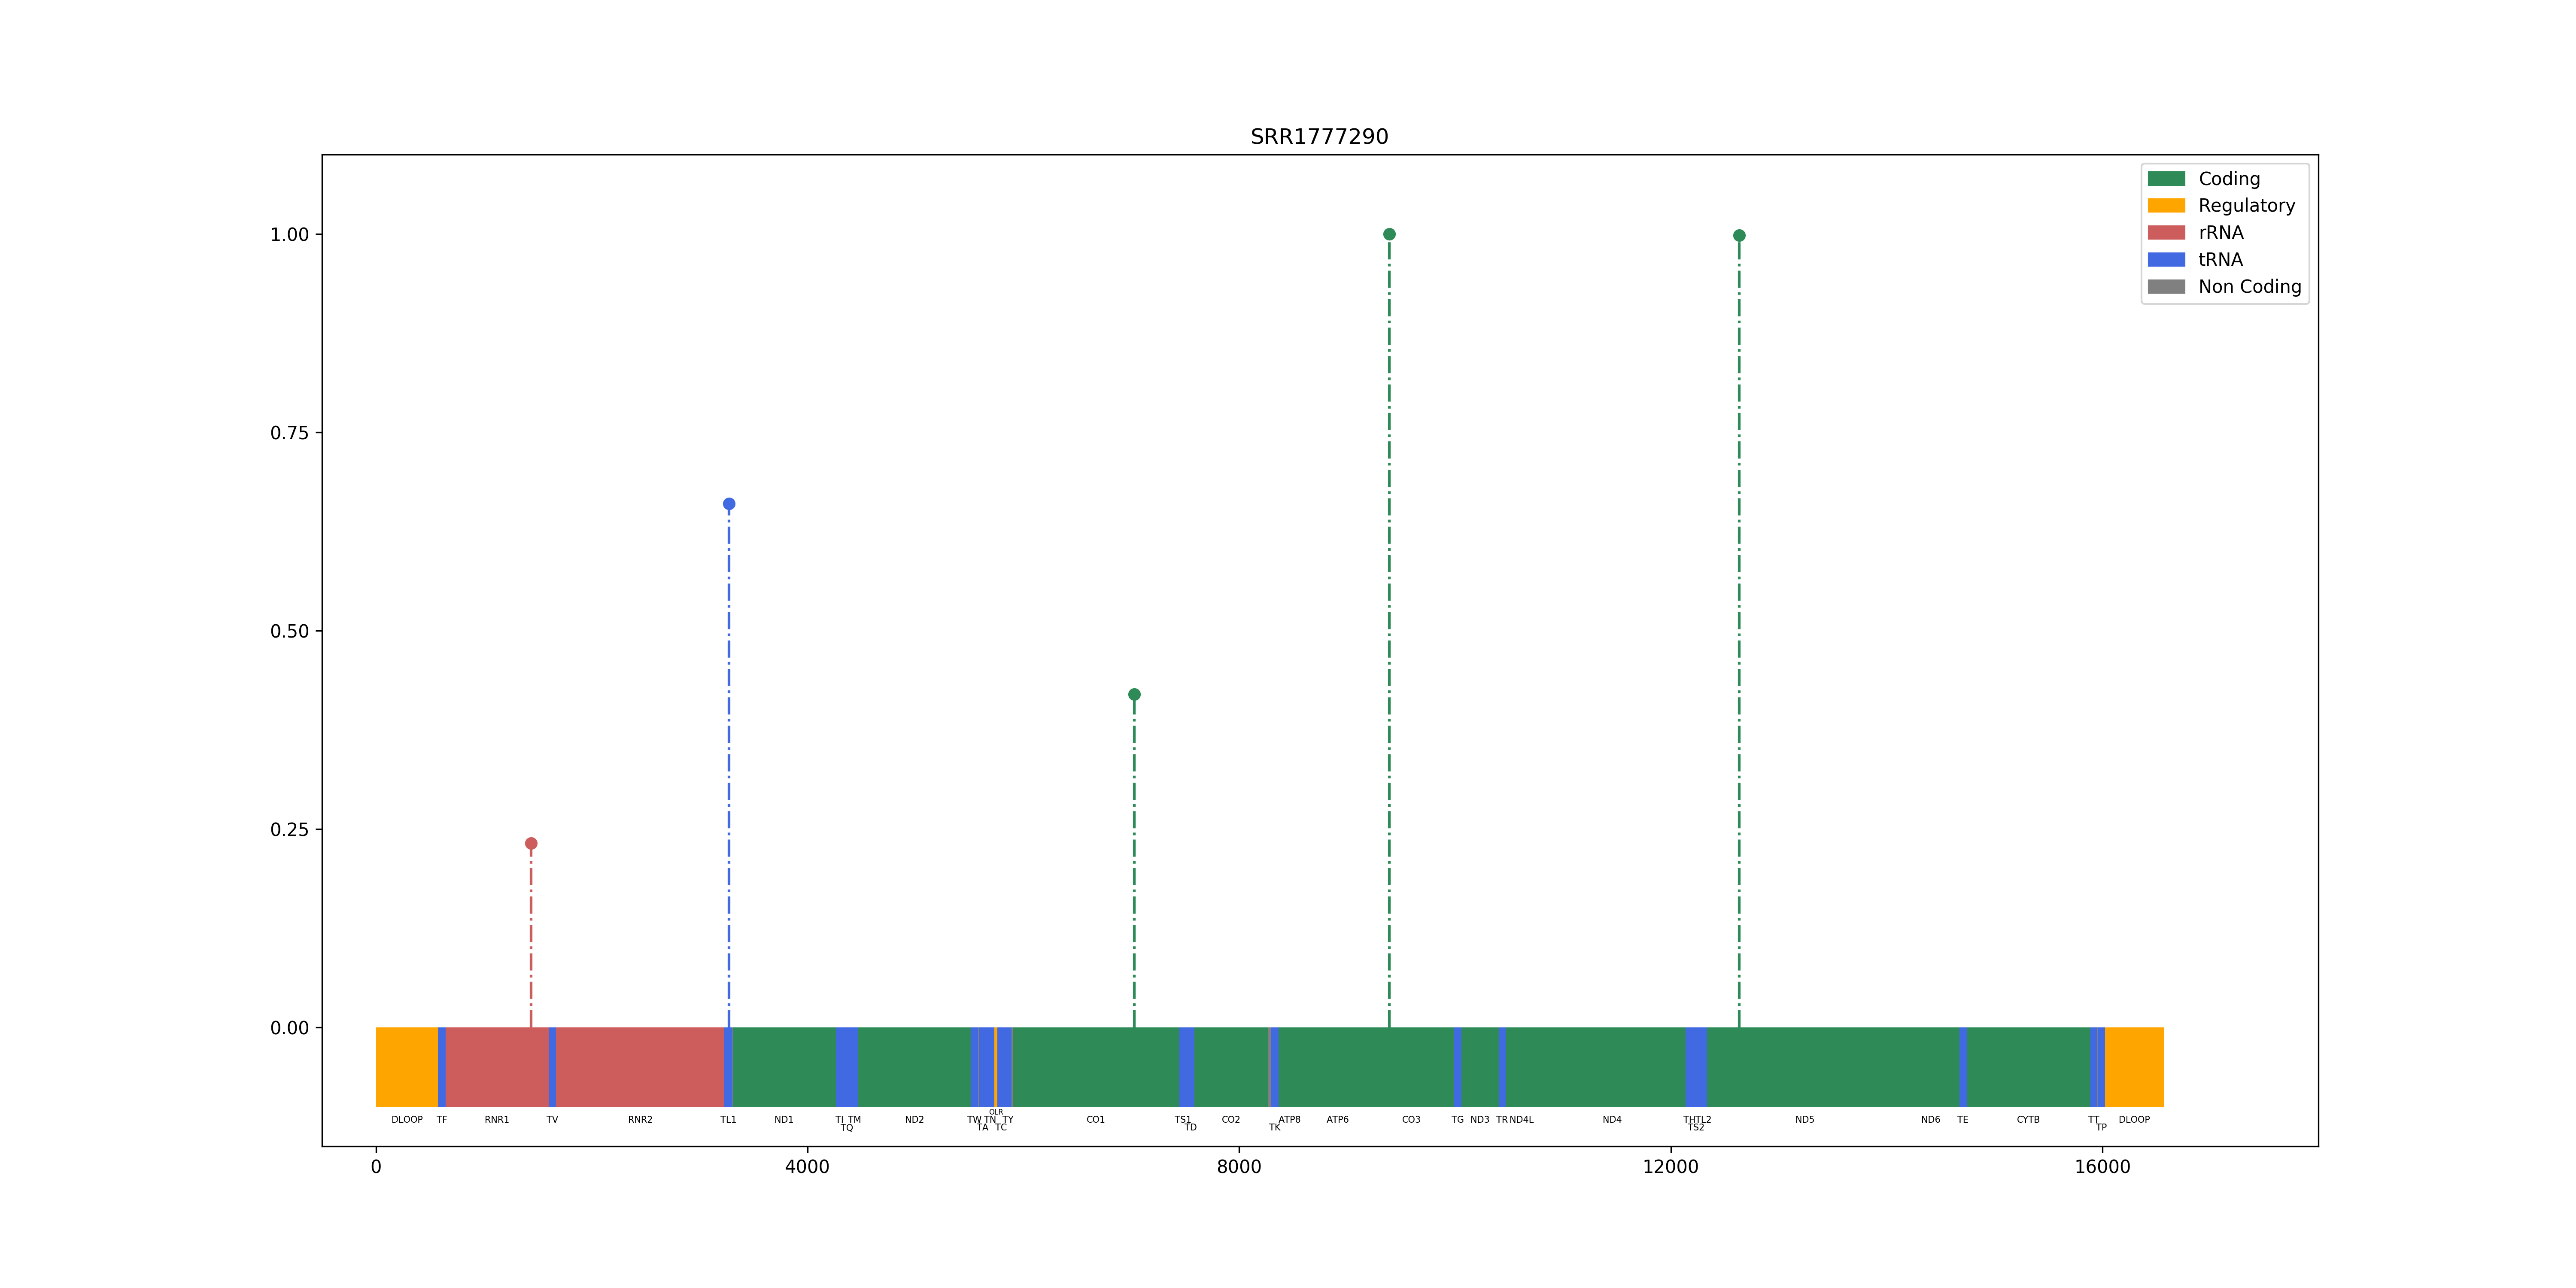 SRR1777290
Coding
Regulatory
rRNA
tRNA
Non Coding
1.00
0.75
0.50
0.25
0.00
OLR
DLOOP TF RNR1 TV RNR2 TL1 ND1 TI TM ND2 TW TN TY CO1 TS1 CO2 ATP8 ATP6 CO3 TG ND3 TR ND4L ND4 TH TL2 ND5 ND6 TE CYTB TT DLOOP
TQ TA TC TD TK TS2 TP
0 4000 8000 12000 16000